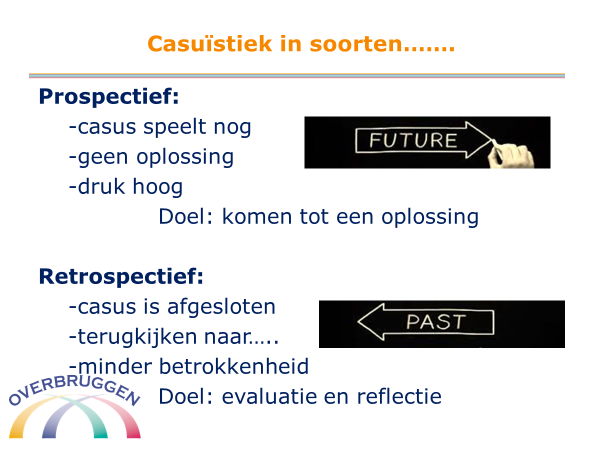 Casuïstiek in soorten…….
Prospectief:
-casus speelt nog
FUTURE
-geen oplossing
-druk hoog
Doel: komen tot een oplossing
Retrospectief:
-casus is afgesloten
PAST
-terugkijken naar…..
-minder betrokkenheid
OVERBRUGGEN
Doel: evaluatie en reflectie